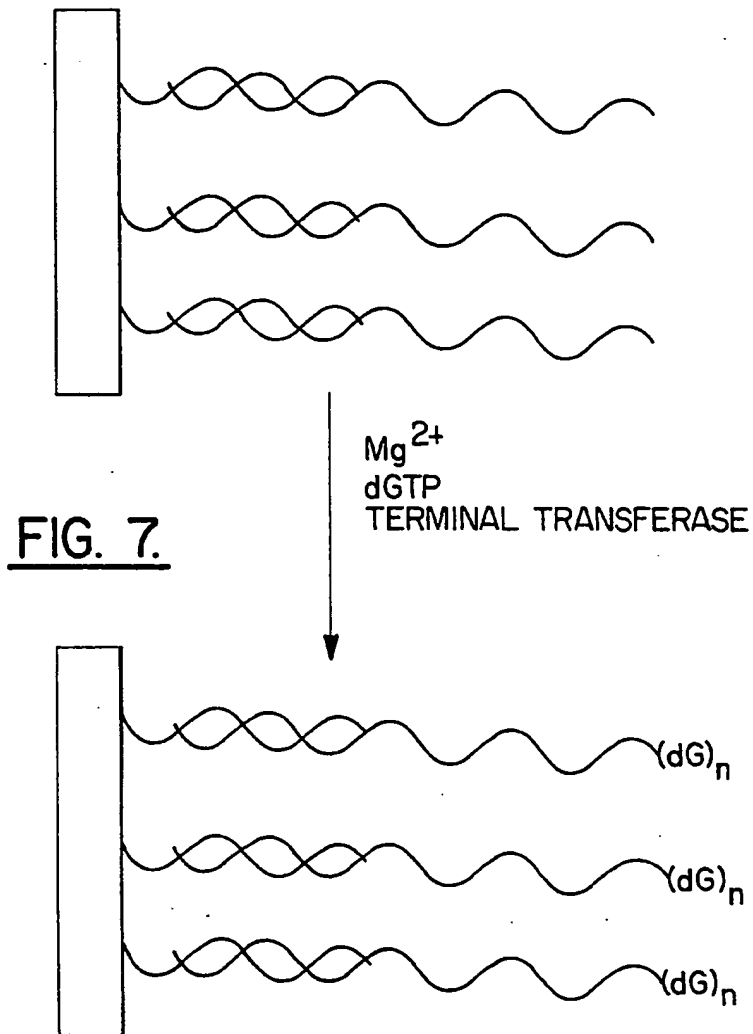 Mg2+
dGTP
TERMINAL TRANSFERASE
FIG. 7.
(dG)n
(dG)n
(dG)n